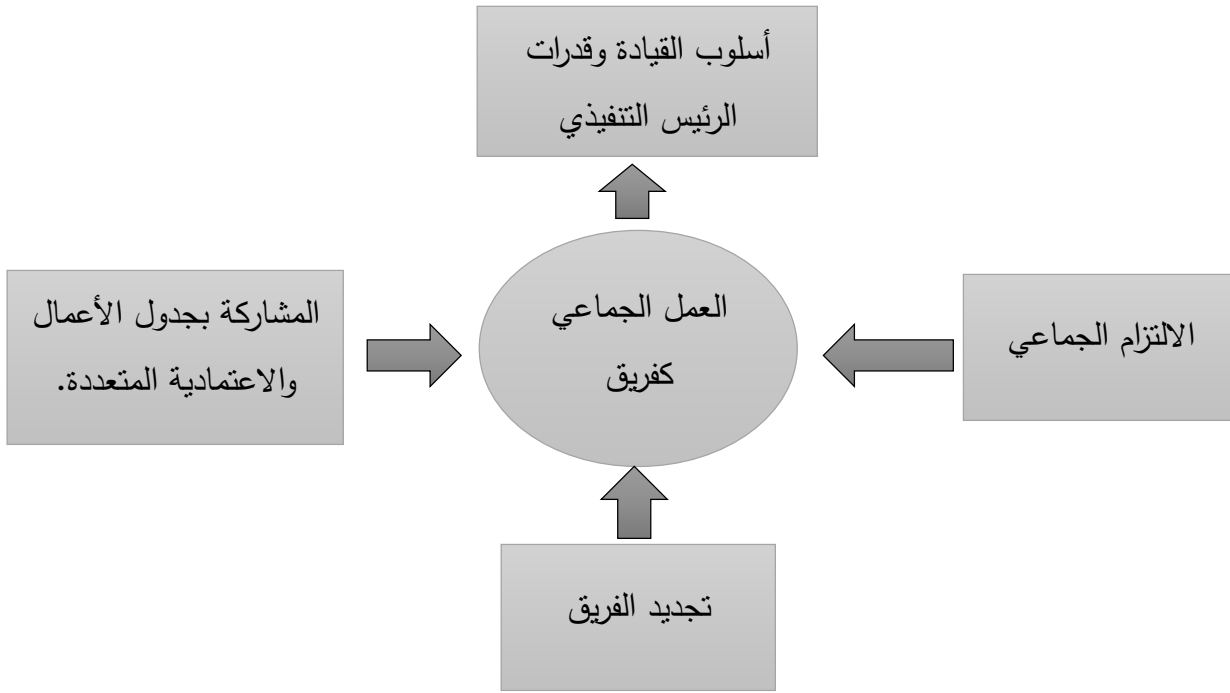 أسلوب القيادة وقدرات
الرئيس التنفيذي
الالتزام الجماعي
العمل الجماعي
كفريق
المشاركة بجدول الأعمال
والاعتمادية المتعددة.
تجديد الفريق